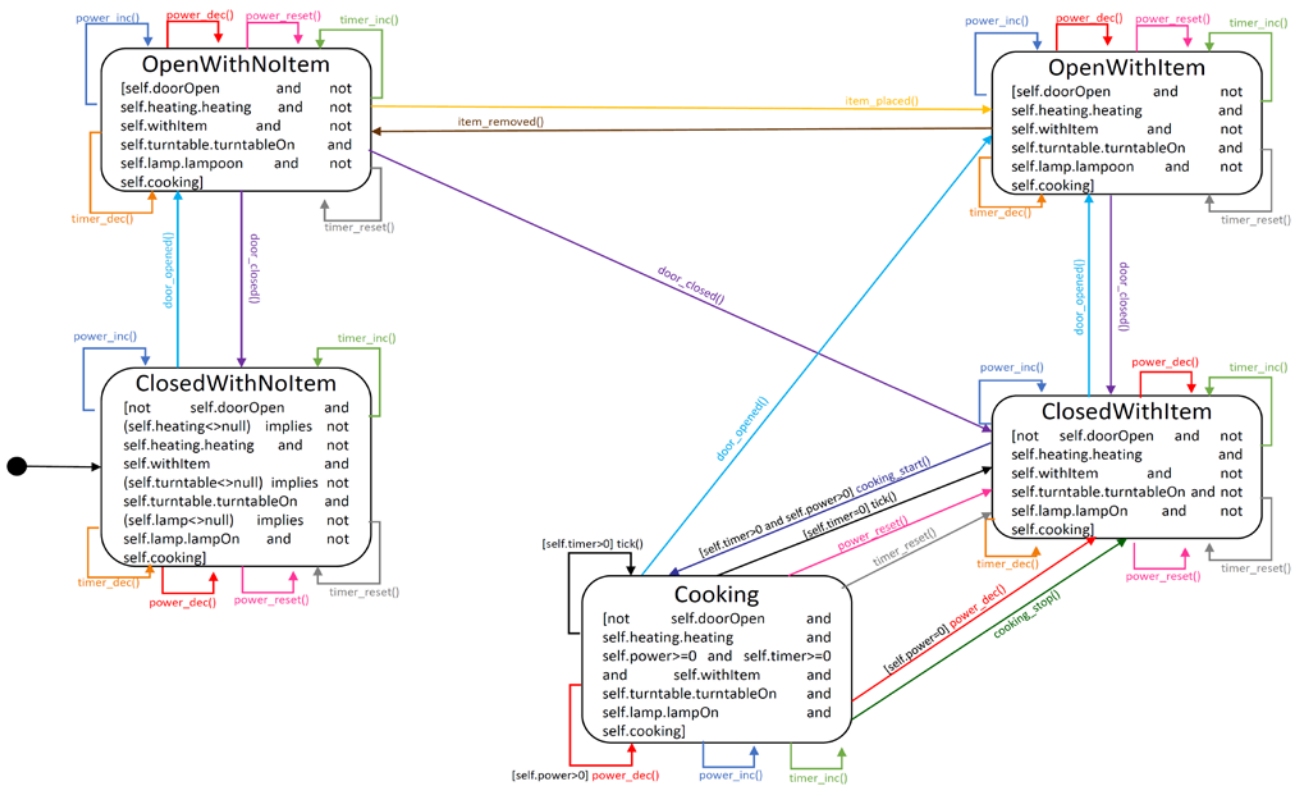 power_inc()
power_dec()
power_reset()
timer_inc()
OpenWithNoItem
[self.doorOpen and not
self.heating.heating and not
self.withItem and not
self.turntable.turntableOn and
self.lamp.lampoon and not
self.cooking]
timer_dec()
timer_reset()
power_inc()
power_dec()
power_reset()
timer_inc()
OpenWithItem
[self.doorOpen and not
self.heating.heating and
self.withItem and not
self.turntable.turntableOn and
self.lamp.lampoon and not
self.cooking]
timer_dec()
timer_reset()
item_placed()
item_removed()
door_opened()
door_closed()
door_closed()
door_opened()
door_opened()
door_closed()
power_inc()
timer_inc()
ClosedWithNoItem
[not self.doorOpen and
(self.heating<>null) implies not
self.heating.heating and not
self.withItem and
(self.turntable<>null) implies not
self.turntable.turntableOn and
(self.lamp<>null) implies not
self.lamp.lampOn and not
self.cooking]
timer_dec()
power_dec()
power_reset()
timer_reset()
power_inc()
power_dec()
timer_inc()
ClosedWithItem
[not self.doorOpen and not
self.heating.heating and
self.withItem and not
self.turntable.turntableOn and not
self.lamp.lampOn and not
self.cooking]
timer_dec()
power_reset()
timer_reset()
[self.timer>0 and self.power>0] cooking_start()
[self.timer=0] tick()
power_reset()
timer_reset()
[self.power=0] power_dec()
cooking_stop()
[self.timer>0] tick()
Cooking
[not self.doorOpen and
self.heating.heating and
self.power>=0 and self.timer>=0
and self.withItem and
self.turntable.turntableOn and
self.lamp.lampOn and
self.cooking]
[self.power>0] power_dec()
power_inc()
timer_inc()